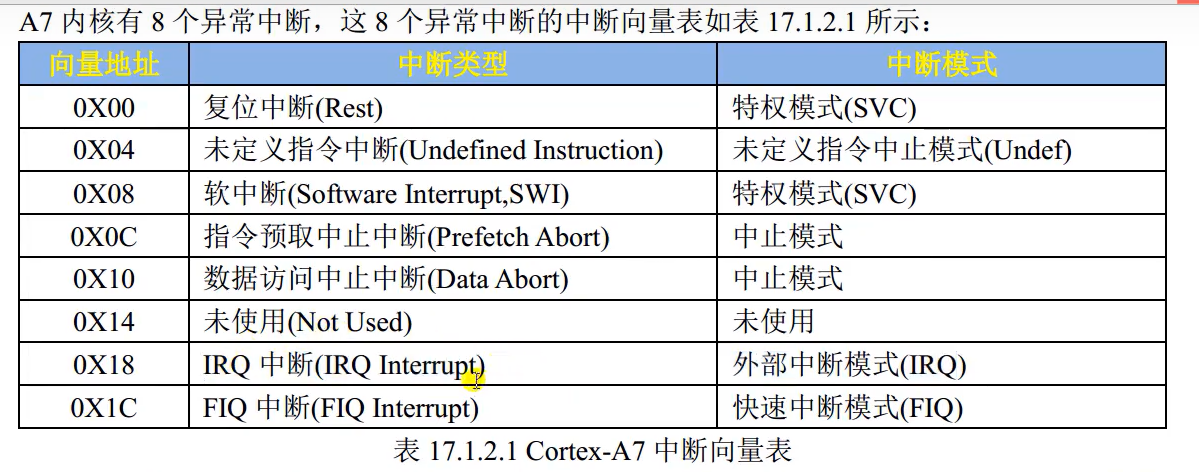 A7 内核有 8 个异常中断，这 8 个异常中断的中断向量表如表 17.1.2.1 所示：
向量地址 中断类型 中断模式
0X00 复位中断(Rest) 特权模式(SVC)
0X04 未定义指令中断(Undefined Instruction) 未定义指令中止模式(Undef)
0X08 软中断(Software Interrupt,SWI) 特权模式(SVC)
0X0C 指令预取中止中断(Prefetch Abort) 中止模式
0X10 数据访问中止中断(Data Abort) 中止模式
0X14 未使用(Not Used) 未使用
0X18 IRQ 中断(IRQ Interrupt) 外部中断模式(IRQ)
0X1C FIQ 中断(FIQ Interrupt) 快速中断模式(FIQ)
表 17.1.2.1 Cortex-A7 中断向量表